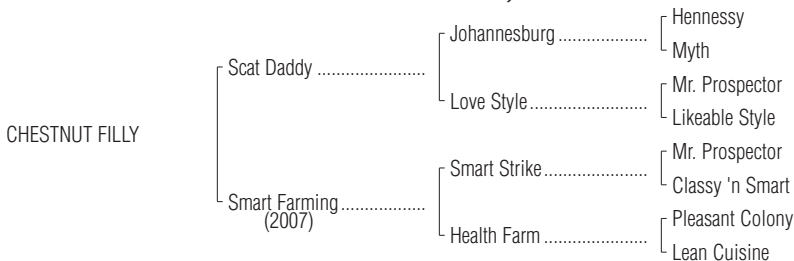 Hennessy
Johannesburg ....................
Myth
Scat Daddy .......................
Mr. Prospector
Love Style.........................
Likeable Style
CHESTNUT FILLY
Mr. Prospector
Smart Strike......................
Classy 'n Smart
Smart Farming..................
(2007)
Pleasant Colony
Health Farm ......................
Lean Cuisine